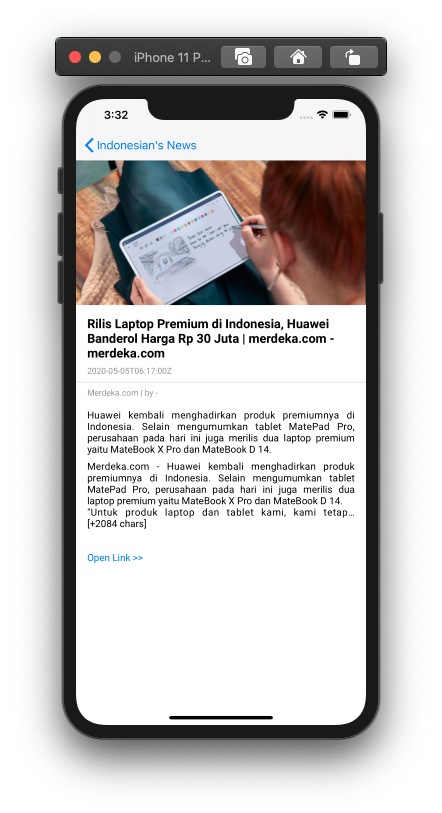 iPhone 11 P...
3:32
Indonesian's News
Rilis Laptop Premium di Indonesia, Huawei
Banderol Harga Rp 30 Juta | merdeka.com -
merdeka.com
2020-05-05T06:17:00Z
Merdeka.com | by -
Huawei kembali menghadirkan produk premiumnya di
Indonesia. Selain mengumumkan tablet MatePad Pro,
perusahaan pada hari ini juga merilis dua laptop premium
yaitu MateBook X Pro dan MateBook D 14.
Merdeka.com - Huawei kembali menghadirkan produk
premiumnya di Indonesia. Selain mengumumkan tablet
MatePad Pro, perusahaan pada hari ini juga merilis dua
laptop premium yaitu MateBook X Pro dan MateBook D 14.
"Untuk produk laptop dan tablet kami, kami tetap…
[+2084 chars]
Open Link >>